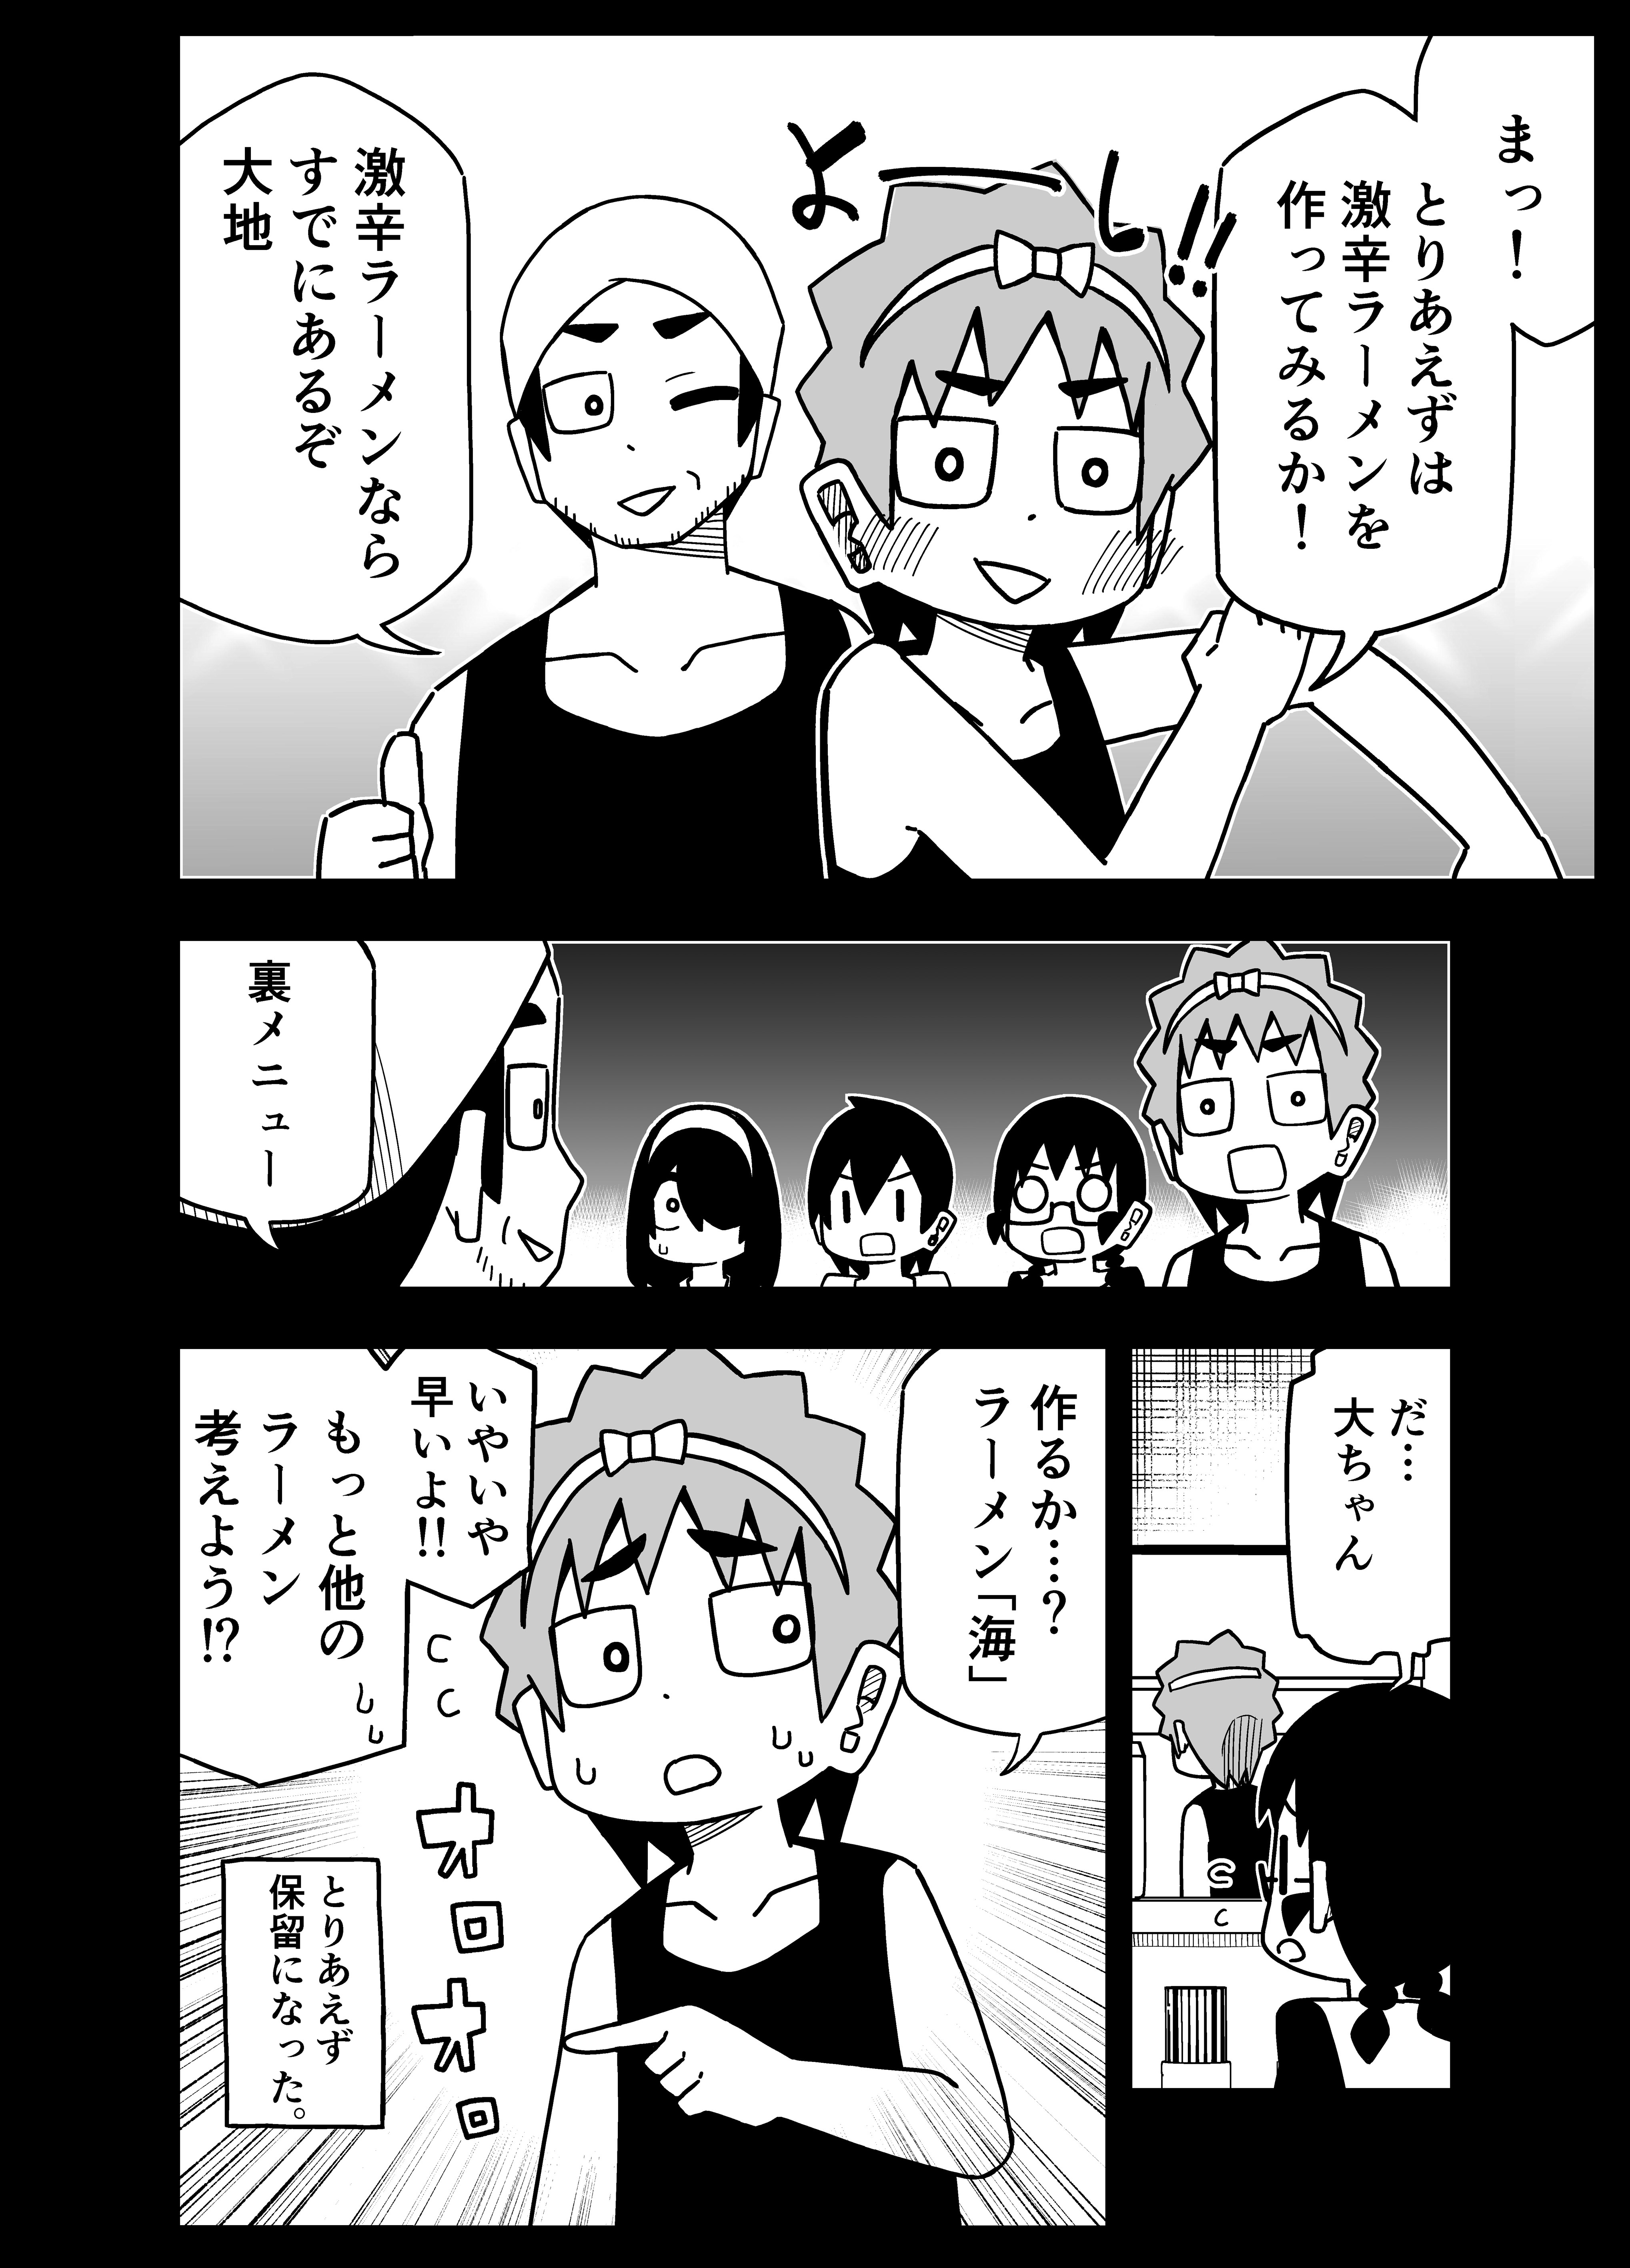 まっ!
とりあえずは
激辛ラーメンを
作ってみるか!
よーし!!
激辛ラーメンなら
すでにあるぞ
大地
裏メニュー
だ…
大ちゃん
作るか…?
ラーメン「海」
いやいや
早いよ!!
もっと他の
ラーメン
考えよう!?
オロオロ
とりあえず
保留になった。